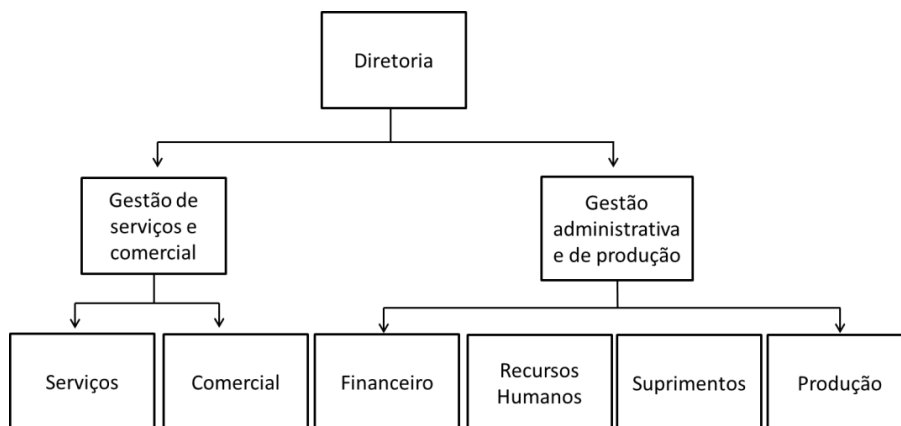 Diretoria
Gestão de
serviços e
comercial
Gestão
administrativa
e de produção
Serviços
Comercial
Financeiro
Recursos
Humanos
Suprimentos
Produção